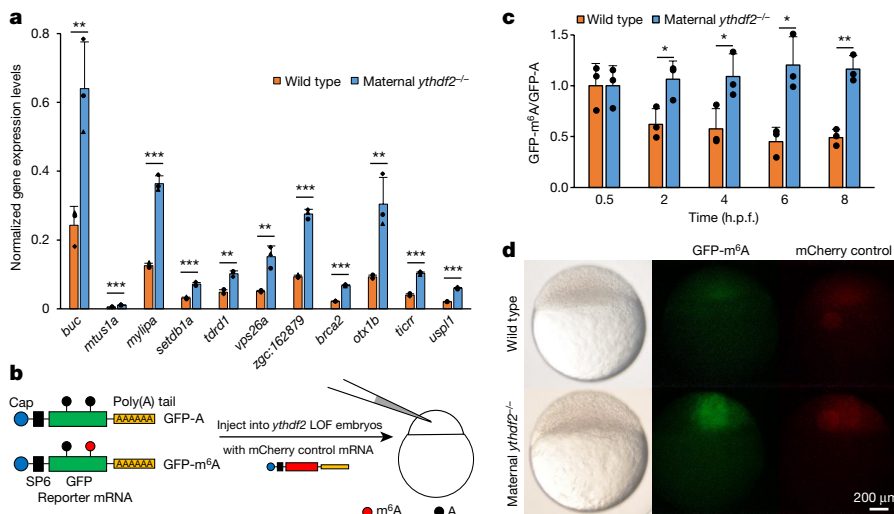 a
Normalized gene expression levels
0.8
0.6
0.4
0.2
0
Wild type
Maternal ythdf2–/–
**
***
***
***
**
**
***
***
**
***
***
buc
mtus1a
mylipa
setdb1a
tdrd1
vps26a
zgc:162879
brca2
otx1b
ticrr
uspl1
b
Cap
Poly(A) tail
AAAAAA
GFP-A
AAAAAA
GFP-m6A
SP6
GFP
Reporter mRNA
Inject into ythdf2 LOF embryos
with mCherry control mRNA
m6A
A
c
Wild type
Maternal ythdf2–/–
GFP-m6A/GFP-A
1.5
1.0
0.5
0
*
*
*
**
0.5
2
4
6
8
Time (h.p.f.)
d
GFP-m6A
mCherry control
Wild type
Maternal ythdf2–/–
200 µm